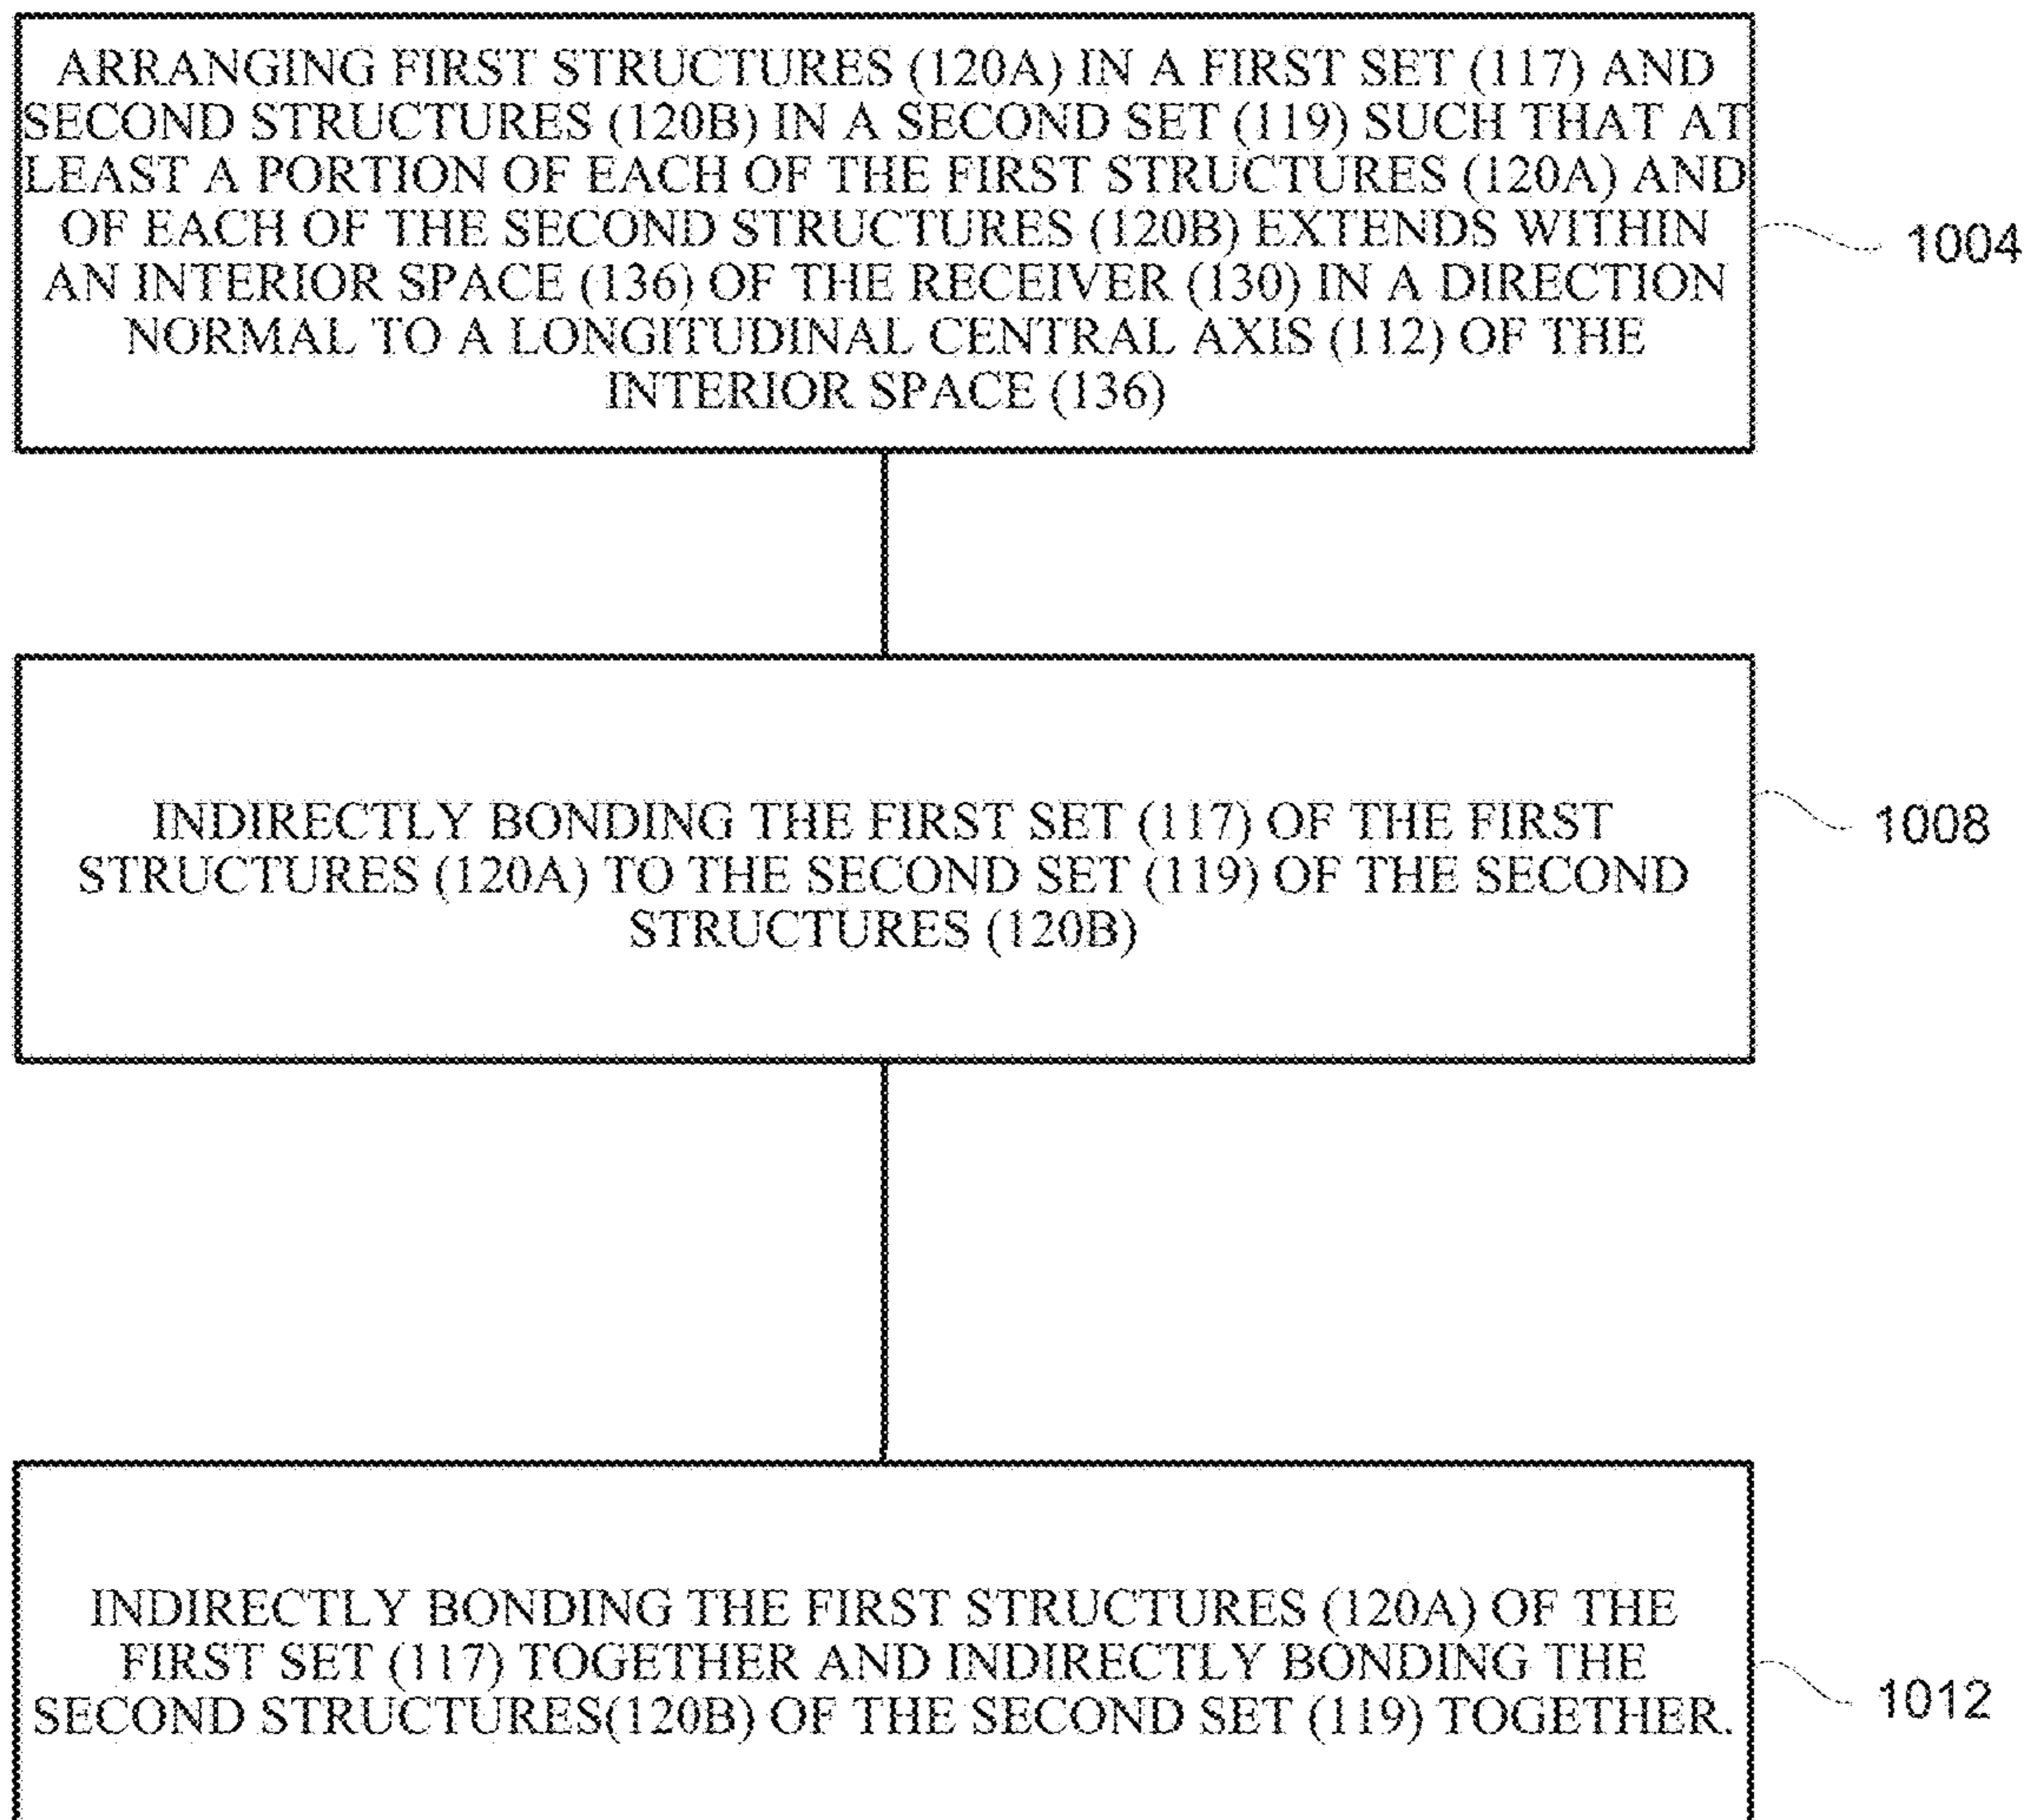 ARRANGING FIRST STRUCTURES (120A) IN A FIRST SET (117) AND
SECOND STRUCTURES (120B) IN A SECOND SET (119) SUCH THAT AT
LEAST A PORTION OF EACH OF THE FIRST STRUCTURES (120A) AND
OF EACH OF THE SECOND STRUCTURES (120B) EXTENDS WITHIN
AN INTERIOR SPACE (136) OF THE RECEIVER (130) IN A DIRECTION
NORMAL TO A LONGITUDINAL CENTRAL AXIS (112) OF THE
INTERIOR SPACE (136)
1004
INDIRECTLY BONDING THE FIRST SET (117) OF THE FIRST
STRUCTURES (120A) TO THE SECOND SET (119) OF THE SECOND
STRUCTURES (120B)
1008
INDIRECTLY BONDING THE FIRST STRUCTURES (120A) OF THE
FIRST SET (117) TOGETHER AND INDIRECTLY BONDING THE
SECOND STRUCTURES(120B) OF THE SECOND SET (119) TOGETHER.
1012